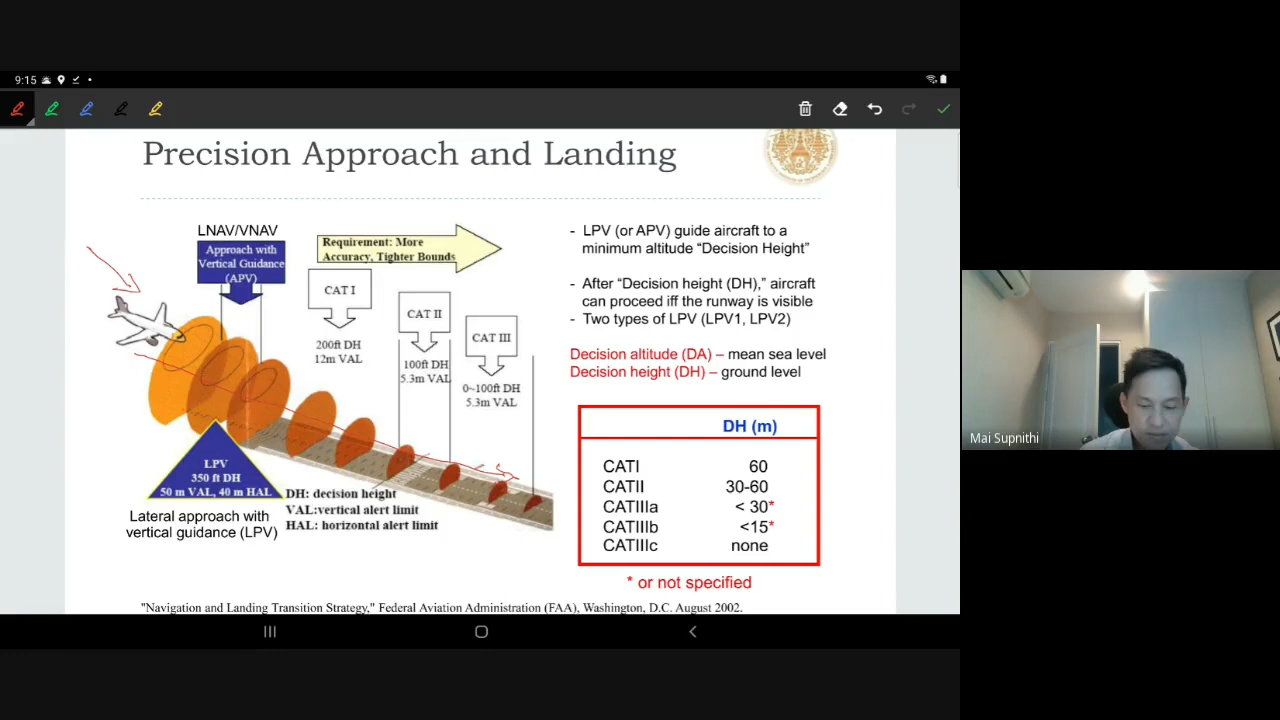 9:15
Precision Approach and Landing
LNAV/VNAV
Approach with
Vertical Guidance
(APV)
Requirement: More
Accuracy, Tighter Bounds
CAT I
200ft DH
12m VAL
CAT II
100ft DH
5.3m VAL
CAT III
0~100ft DH
5.3m VAL
LPV
350 ft DH
50 m VAL, 40 m HAL
DH: decision height
VAL:vertical alert limit
HAL: horizontal alert limit
Lateral approach with
vertical guidance (LPV)
- LPV (or APV) guide aircraft to a
minimum altitude “Decision Height”
- After “Decision height (DH),” aircraft
can proceed iff the runway is visible
- Two types of LPV (LPV1, LPV2)
Decision altitude (DA) – mean sea level
Decision height (DH) – ground level
DH (m)
CATI 60
CATII 30-60
CATIIIa < 30*
CATIIIb <15*
CATIIIc none
* or not specified
"Navigation and Landing Transition Strategy," Federal Aviation Administration (FAA), Washington, D.C. August 2002.
Mai Supnithi